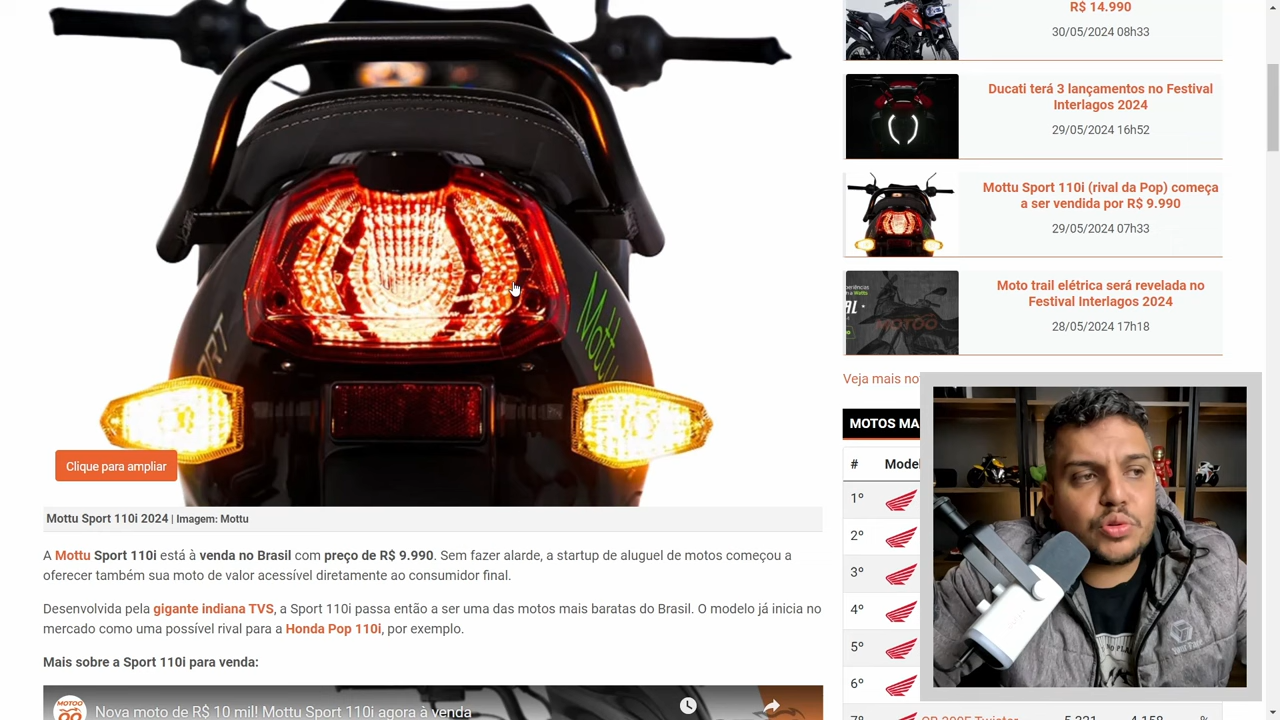 Mottu
Clique para ampliar
Mottu Sport 110i 2024 | Imagem: Mottu
A Mottu Sport 110i está à venda no Brasil com preço de R$ 9.990. Sem fazer alarde, a startup de aluguel de motos começou a
oferecer também sua moto de valor acessível diretamente ao consumidor final.
Desenvolvida pela gigante indiana TVS, a Sport 110i passa então a ser uma das motos mais baratas do Brasil. O modelo já inicia no
mercado como uma possível rival para a Honda Pop 110i, por exemplo.
Mais sobre a Sport 110i para venda:
MOTOO
Nova moto de R$ 10 mil! Mottu Sport 110i agora à venda
R$ 14.990
30/05/2024 08h33
Ducati terá 3 lançamentos no Festival
Interlagos 2024
29/05/2024 16h52
Mottu Sport 110i (rival da Pop) começa
a ser vendida por R$ 9.990
29/05/2024 07h33
Moto trail elétrica será revelada no
Festival Interlagos 2024
28/05/2024 17h18
Veja mais no
MOTOS MA
# Mode
1º
2º
3º
4º
5º
6º